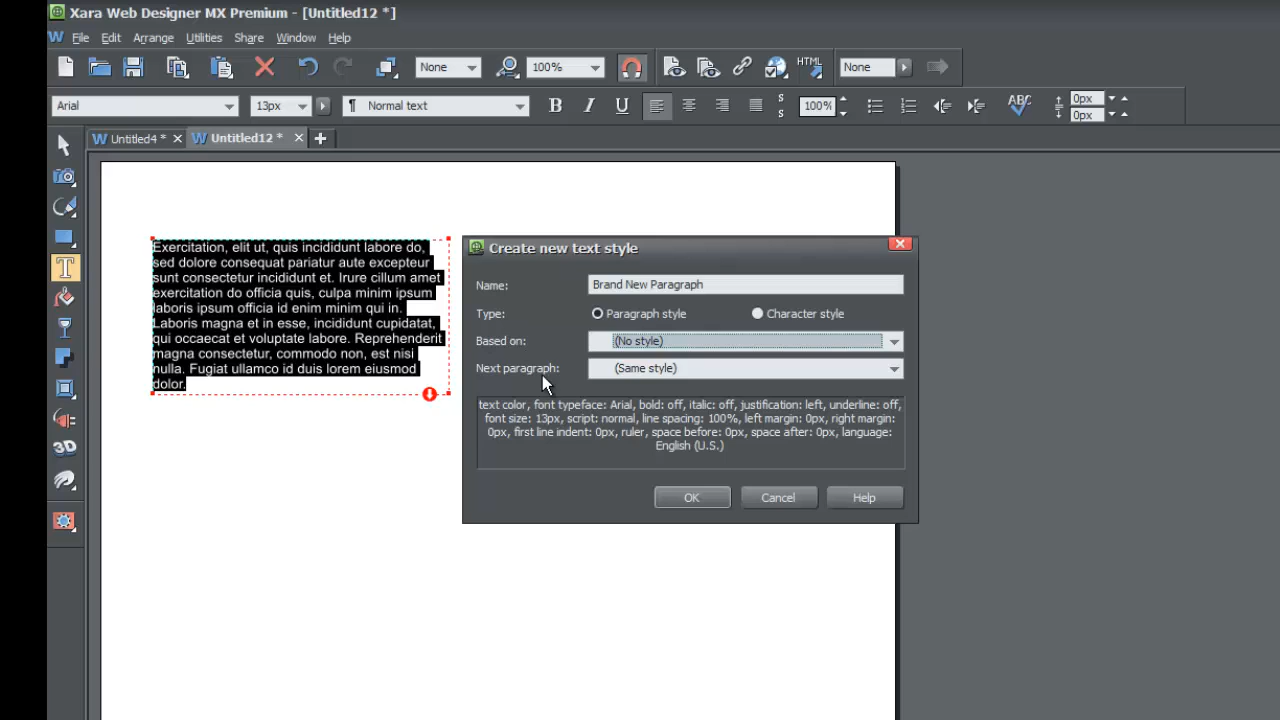 Xara Web Designer MX Premium - [Untitled12 *]
File Edit Arrange Utilities Share Window Help
None 100% HTML None
Arial 13px ¶ Normal text B I U 100% ABC 0px
0px
Untitled4 * Untitled12 *
Exercitation, elit ut, quis incididunt labore do,
sed dolore consequat pariatur aute excepteur
sunt consectetur incididunt et. Irure cillum amet
exercitation do officia quis, culpa minim ipsum
laboris ipsum officia id enim minim qui in.
Laboris magna et in esse, incididunt cupidatat,
qui occaecat et voluptate labore. Reprehenderit
magna consectetur, commodo non, est nisi
nulla. Fugiat ullamco id duis lorem eiusmod
dolor.
T
3D
Create new text style
Name: Brand New Paragraph
Type: Paragraph style Character style
Based on: (No style)
Next paragraph: (Same style)
text color, font typeface: Arial, bold: off, italic: off, justification: left, underline: off,
font size: 13px, script: normal, line spacing: 100%, left margin: 0px, right margin:
0px, first line indent: 0px, ruler, space before: 0px, space after: 0px, language:
English (U.S.)
OK Cancel Help